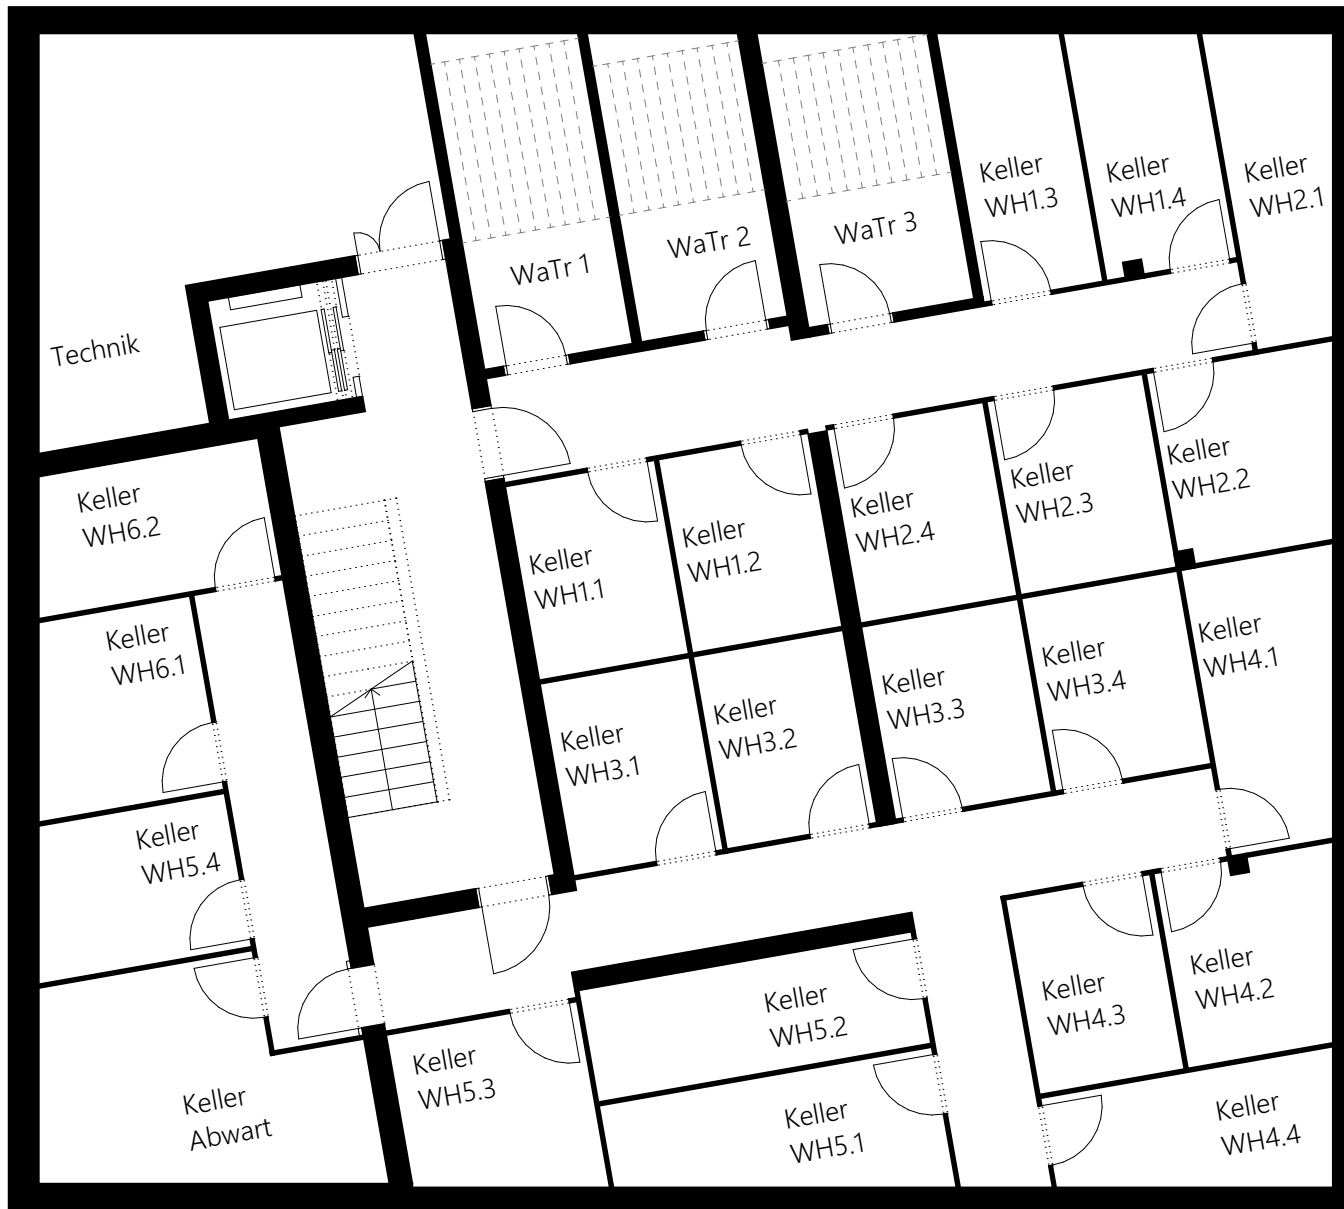 Keller
WH1.3
Keller
WH1.4
Keller
WH2.1
WaTr 1
WaTr 2
WaTr 3
Technik
Keller
WH6.2
Keller
WH1.1
Keller
WH1.2
Keller
WH2.4
Keller
WH2.3
Keller
WH2.2
Keller
WH6.1
Keller
WH3.1
Keller
WH3.2
Keller
WH3.3
Keller
WH3.4
Keller
WH4.1
Keller
WH5.4
Keller
WH5.2
Keller
WH4.3
Keller
WH4.2
Keller
Abwart
Keller
WH5.3
Keller
WH5.1
Keller
WH4.4